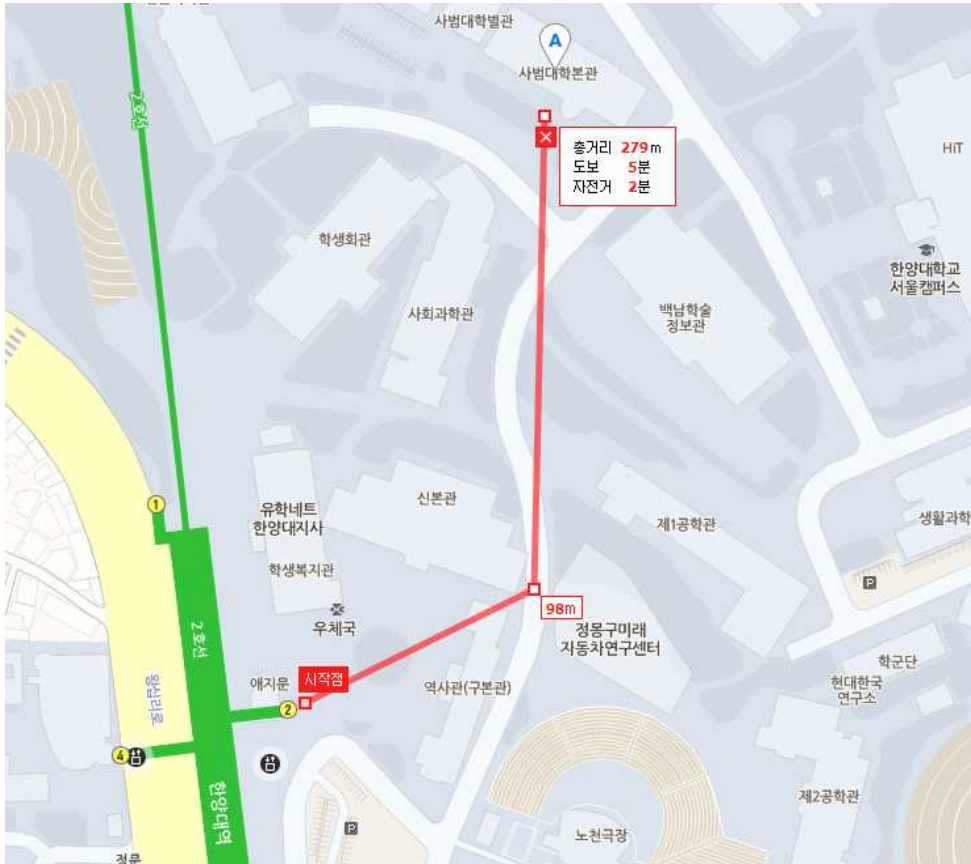 사범대학별관
A
사범대학본관
2호선
총거리 279m
도보 5분
자전거 2분
HIT
학생회관
한양대학교
서울캠퍼스
사회과학관
백남학술
정보관
1
신본관
유학네트
한양대지사
제1공학관
생활과학
학생복지관
P
98m
우체국
정몽구미래
자동차연구센터
2호선
학군단
시작점
애지문
역사관(구본관)
현대한국
연구소
왕십리로
2
4
한양대역
제2공학관
P
노천극장
정문